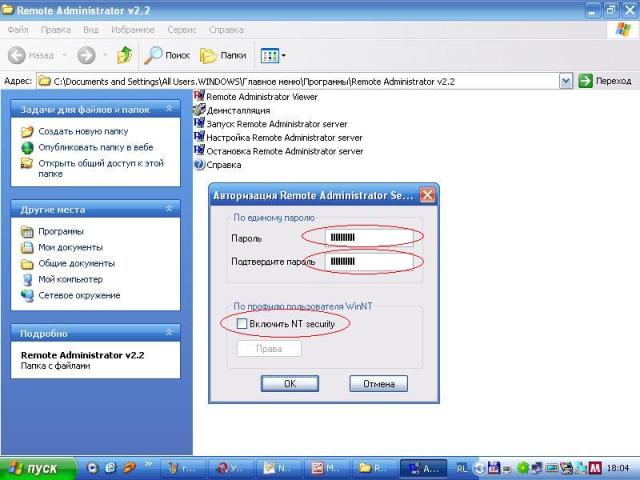 Remote Administrator v2.2
Файл Правка Вид Избранное Сервис Справка
Назад Поиск Папки
Адрес: C:\Documents and Settings\All Users.WINDOWS\Главное меню\Программы\Remote Administrator v2.2 Переход
Задачи для файлов и папок
Создать новую папку
Опубликовать папку в вебе
Открыть общий доступ к этой
папке
Другие места
Программы
Мои документы
Общие документы
Мой компьютер
Сетевое окружение
Подробно
Remote Administrator v2.2
Папка с файлами
Remote Administrator Viewer
Деинсталляция
Запуск Remote Administrator server
Настройка Remote Administrator server
Остановка Remote Administrator server
Справка
Авторизация Remote Administrator Se...
По единому паролю
Пароль
Подтвердите пароль
По профилю пользователя WinNT
Включить NT security
Права
OK Отмена
пуск r... У... N... M... R... A... RL 18:04